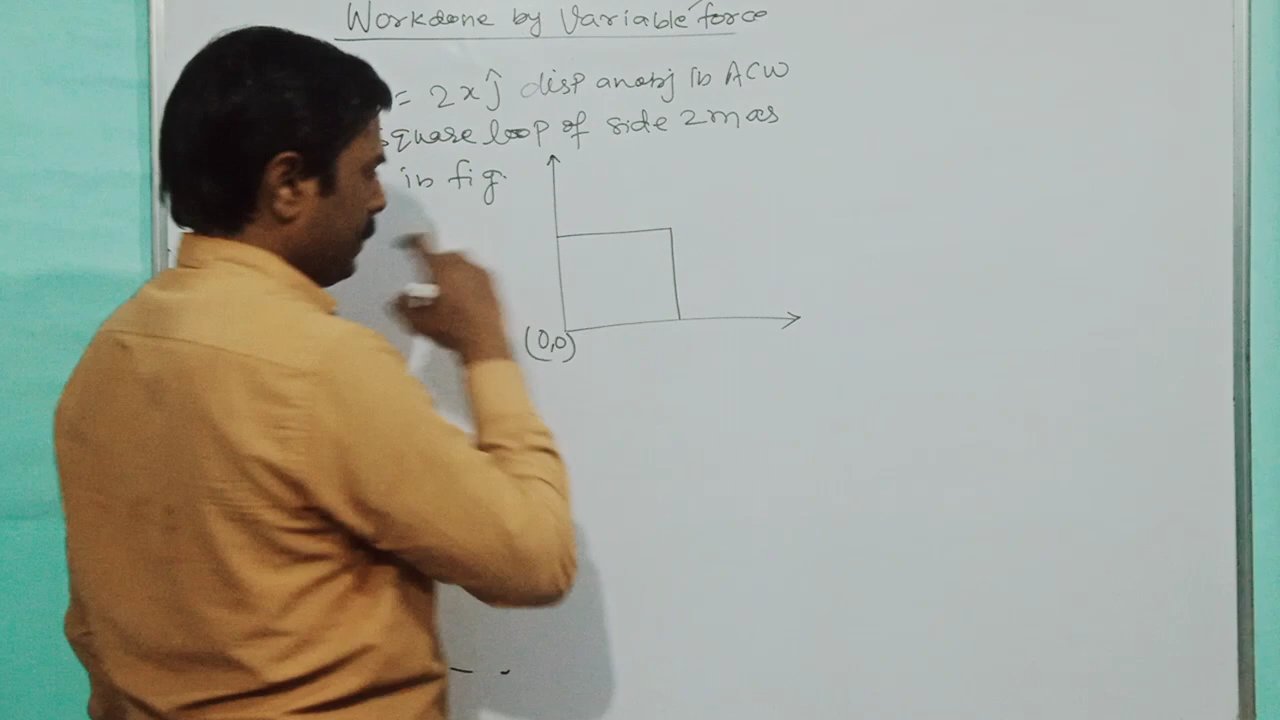 Workdone by Variable force
= 2xĵ disp an obj in ACW
square loop of side 2m as
in fig.
(0,0)